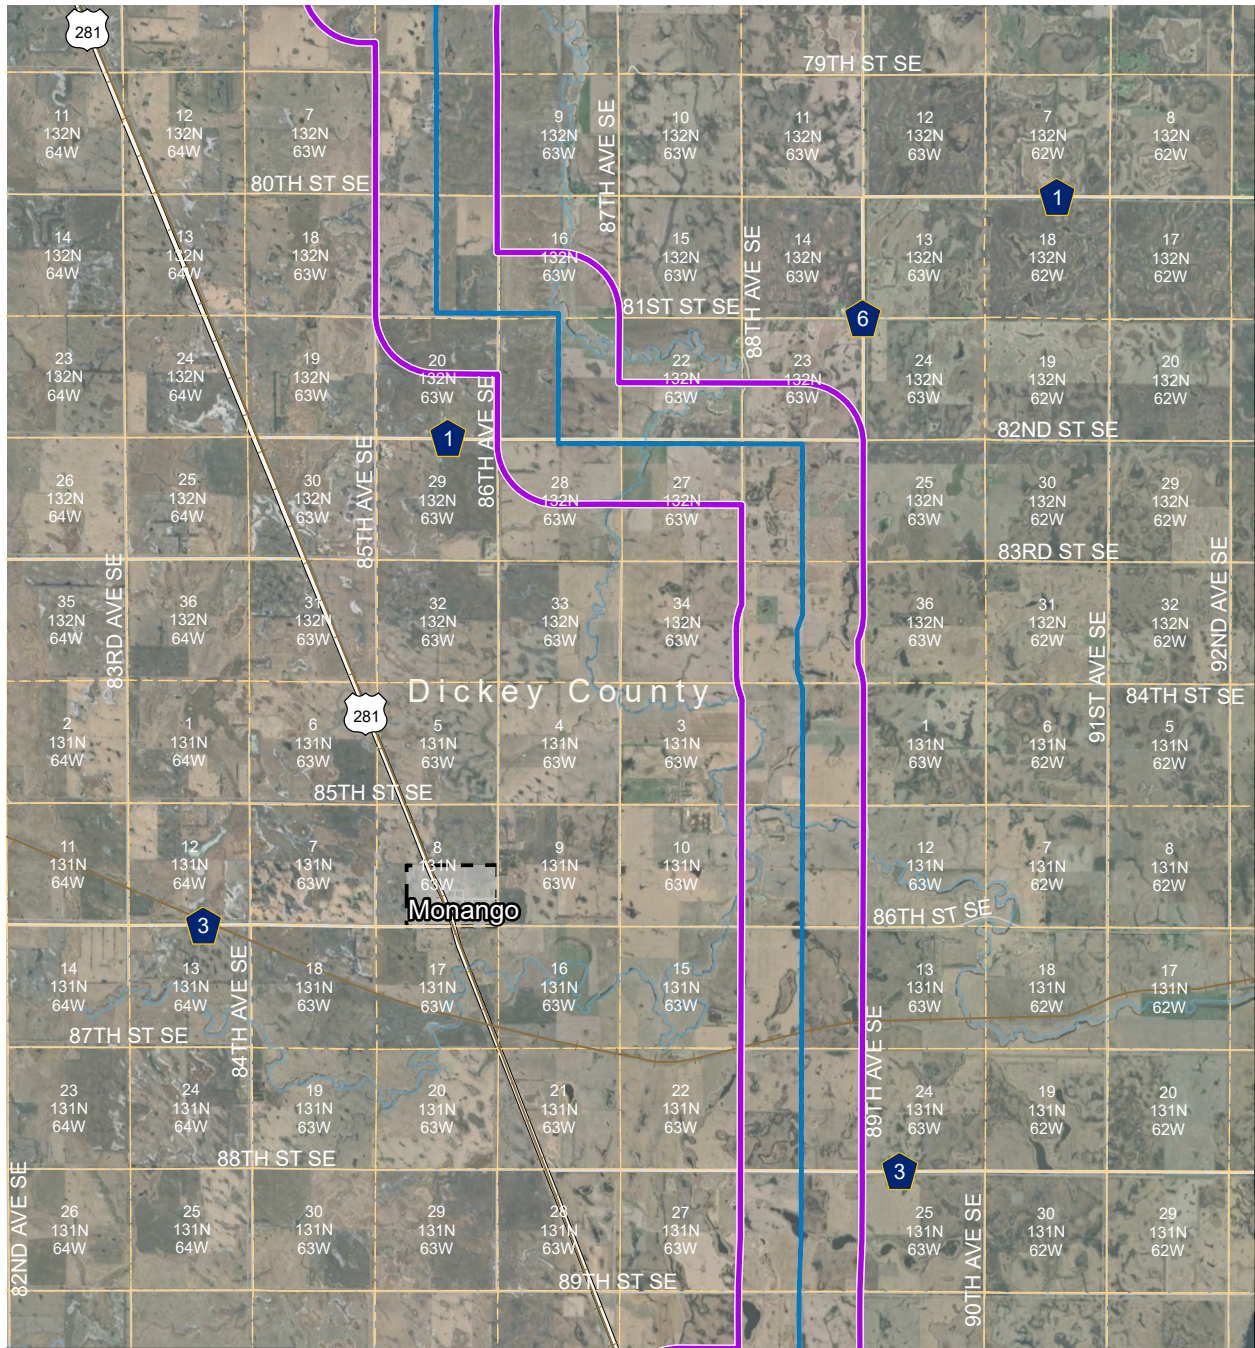 281
79TH ST SE
11
132N
64W
12
132N
64W
7
132N
63W
9
132N
63W
10
132N
63W
11
132N
63W
12
132N
63W
7
132N
62W
8
132N
62W
87TH AVE SE
80TH ST SE
1
14
132N
64W
13
132N
64W
18
132N
63W
16
132N
63W
15
132N
63W
14
132N
63W
13
132N
63W
18
132N
62W
17
132N
62W
88TH AVE SE
81ST ST SE
6
23
132N
64W
24
132N
64W
19
132N
63W
20
132N
63W
22
132N
63W
23
132N
63W
24
132N
63W
19
132N
62W
20
132N
62W
86TH AVE SE
82ND ST SE
1
85TH AVE SE
26
132N
64W
25
132N
64W
30
132N
63W
29
132N
63W
28
132N
63W
27
132N
63W
25
132N
63W
30
132N
62W
29
132N
62W
83RD ST SE
83RD AVE SE
92ND AVE SE
35
132N
64W
36
132N
64W
31
132N
63W
32
132N
63W
33
132N
63W
34
132N
63W
36
132N
63W
31
132N
62W
32
132N
62W
91ST AVE SE
Dickey County
84TH ST SE
281
2
131N
64W
1
131N
64W
6
131N
63W
5
131N
63W
4
131N
63W
3
131N
63W
1
131N
63W
6
131N
62W
5
131N
62W
85TH ST SE
11
131N
64W
12
131N
64W
7
131N
63W
8
131N
63W
9
131N
63W
10
131N
63W
12
131N
63W
7
131N
62W
8
131N
62W
Monango
86TH ST SE
3
84TH AVE SE
14
131N
64W
13
131N
64W
18
131N
63W
17
131N
63W
16
131N
63W
15
131N
63W
13
131N
63W
18
131N
62W
17
131N
62W
87TH ST SE
89TH AVE SE
23
131N
64W
24
131N
64W
19
131N
63W
20
131N
63W
21
131N
63W
22
131N
63W
24
131N
63W
19
131N
62W
20
131N
62W
88TH ST SE
3
82ND AVE SE
26
131N
64W
25
131N
64W
30
131N
63W
29
131N
63W
28
131N
63W
27
131N
63W
25
131N
63W
30
131N
62W
29
131N
62W
90TH AVE SE
89TH ST SE